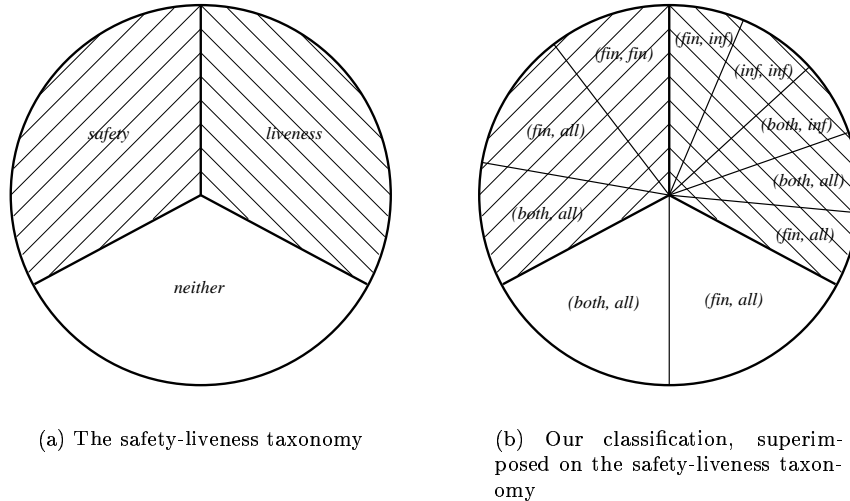 safety
liveness
neither
(a) The safety-liveness taxonomy
(fin, fin)
(fin, inf)
(inf, inf)
(fin, all)
(both, inf)
(both, all)
(both, all)
(fin, all)
(both, all)
(fin, all)
(b) Our classification, superim-
posed on the safety-liveness taxon-
omy